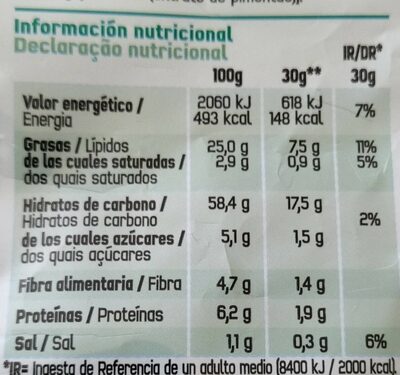 Información nutricional
Declaração nutricional
IR/DR*
100g 30g** 30g
Valor energético / 2060 kJ 618 kJ 7%
Energia 493 kcal 148 kcal
Grasas / Lípidos 25,0 g 7,5 g 11%
de las cuales saturadas / 2,9 g 0,9 g 5%
dos quais saturados
Hidratos de carbono / 58,4 g 17,5 g
Hidratos de carbono 2%
de los cuales azúcares / 5,1 g 1,5 g
dos quais açúcares
Fibra alimentaria / Fibra 4,7 g 1,4 g
Proteínas / Proteínas 6,2 g 1,9 g
Sal / Sal 1,1 g 0,3 g 6%
*IR= Ingesta de Referencia de un adulto medio (8400 kJ / 2000 kcal).